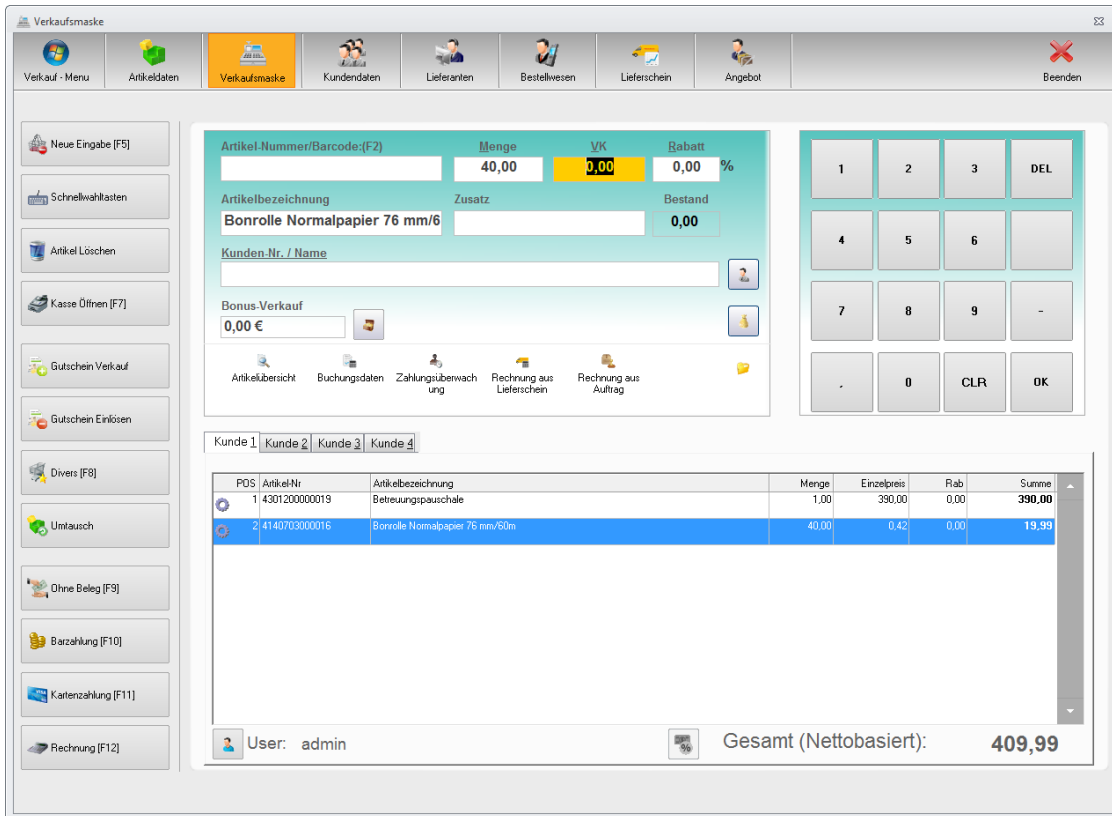 Verkaufsmaske
Verkauf - Menu
Artikeldaten
Verkaufsmaske
Kundendaten
Lieferanten
Bestellwesen
Lieferschein
Angebot
Beenden
Neue Eingabe [F5]
Schnellwahltasten
Artikel Löschen
Kasse Öffnen [F7]
Gutschein Verkauf
Gutschein Einlösen
Divers [F8]
Umtausch
Ohne Beleg [F9]
Barzahlung [F10]
Kartenzahlung [F11]
Rechnung [F12]
Artikel-Nummer/Barcode:(F2) Menge VK Rabatt
40,00 0,00 0,00 %
Artikelbezeichnung Zusatz Bestand
Bonrolle Normalpapier 76 mm/6 0,00
Kunden-Nr. / Name
Bonus-Verkauf
0,00 €
Artikelübersicht
Buchungsdaten
Zahlungsüberwach
ung
Rechnung aus
Lieferschein
Rechnung aus
Auftrag
1 2 3 DEL
4 5 6
7 8 9 -
, 0 CLR OK
Kunde 1 Kunde 2 Kunde 3 Kunde 4
POS Artikel-Nr Artikelbezeichnung Menge Einzelpreis Rab Summe
1 4301200000019 Betreuungspauschale 1,00 390,00 0,00 390,00
2 4140703000016 Bonrolle Normalpapier 76 mm/60m 40,00 0,42 0,00 19,99
User: admin
%
Gesamt (Nettobasiert): 409,99